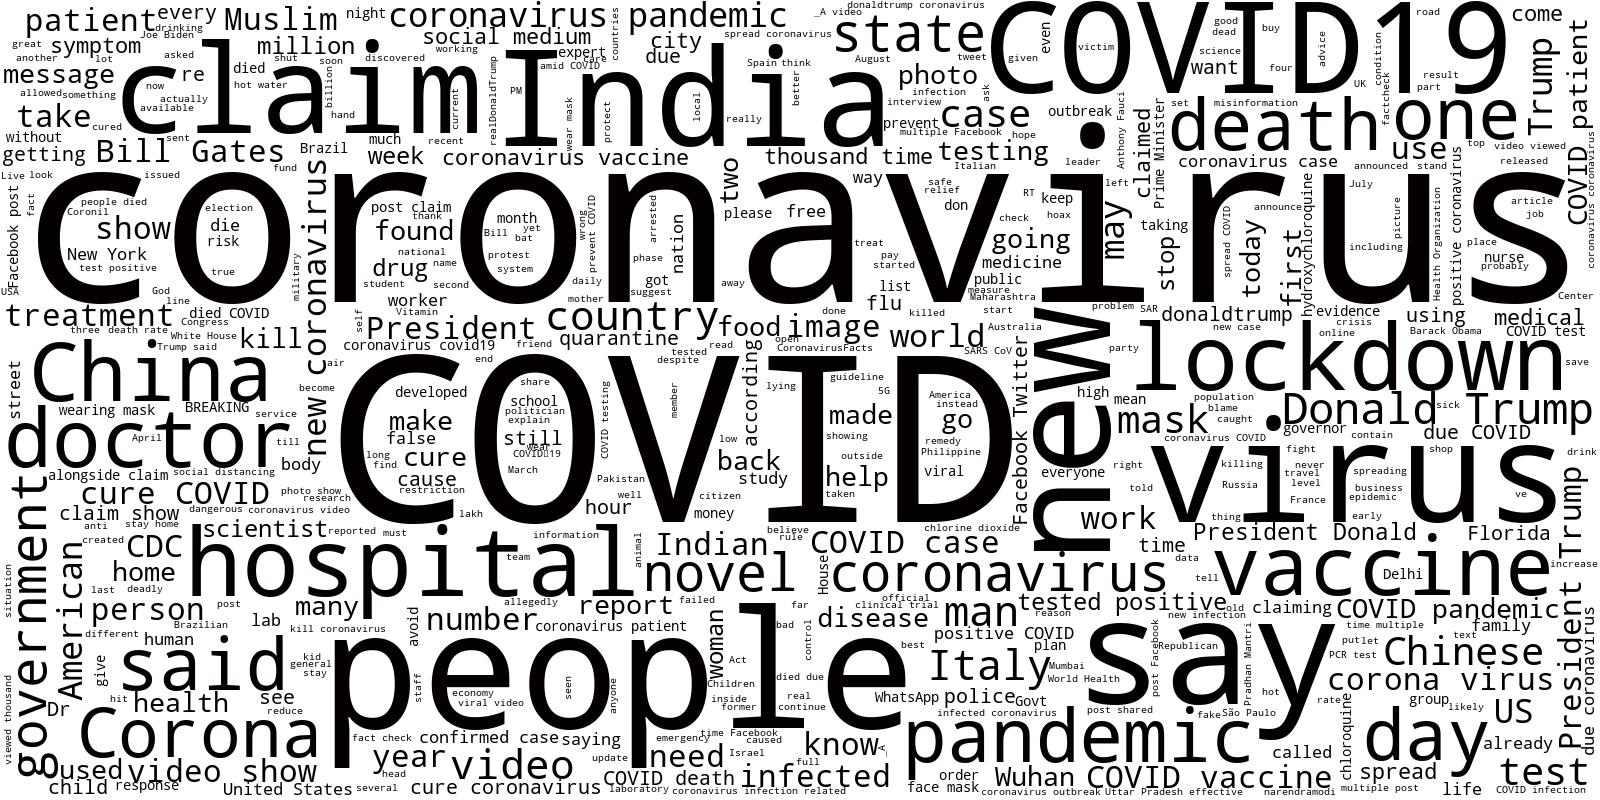 patient every Muslim night coronavirus pandemic _A video donaldtrump coronavirus
drinking Joe Biden social medium spread coronavirus state COVID19 good dead buy road come
great symptom million working expert care countries city due Spain think August tweet given even victim science want four advice UK condition result part
another lot asked shut soon discovered amid COVID
message re died claim India photo Trump patient
allowed something now actually available hot water billion hand current realDonaldTrump PM wear mask protect local better really infection interview ask prevent case outbreak Anthony Fauci Prime Minister set misinformation death factcheck one
take cured sent much recent multiple Facebook hope
without getting Bill Gates Brazil week coronavirus vaccine thousand time testing Italian leader claimed coronavirus case use top video viewed announced stand released
Live look issued fund two way safe relief RT keep left
fact people died Coronil election coronavirus post claim thank month yet Bill bat wrong prevent COVID arrested please free don check hoax may July article job COVID
show die risk found nation going taking announce hydroxychloroquine including picture Health Organization positive coronavirus place probably nurse coronavirus coronavirus
Facebook post New York test positive true military national name drug protest system phase treat pay started medicine public measure stop spread COVID today first
USA God line student second daily got suggest away list flu Maharashtra problem SAR Center
treatment died COVID Congress self worker Vitamin mother country done killed start donaldtrump evidence crisis online using medical
three death rate White House Trump said kill President coronavirus covid19 friend quarantine food image open CoronavirusFacts world Australia SARS CoV new case Barack Obama COVID test
China air end tested despite read party lockdown save
street wearing mask BREAKING become new coronavirus developed share school politician explain COVID testing member according lying guideline 5G America instead Facebook Twitter high mean population blame caught Donald Trump sick
doctor April service till make false still wear COVID 19 low made showing go remedy Philippine new mask coronavirus COVID governor contain due COVID
alongside claim social distancing body long find cure cause March Pakistan back study outside help viral everyone right killing fight never travel level spreading shop drink
cure COVID photo show research restriction well citizen taken told Russia virus business epidemic ve
claim show dangerous coronavirus video lakh hour money COVID work France early
government anti stay home scientist reported must information believe rule chlorine dioxide thing President Donald Florida
created CDC hospital team animal Indian COVID case time data vaccine Delhi increase
American home novel House coronavirus tell President Trump
situation last deadly allegedly report failed official clinical trial tested positive old claiming COVID pandemic
person Brazilian post lab many avoid number coronavirus patient far bad disease man reason new infection time multiple family
different human kill coronavirus woman control best positive COVID plan Republican putlet text PCR test Chinese
said kid general stay people Act died due Italy Mumbai World Health post Facebook say Pradhan Mantri hot corona virus
give hit health see staff economy viral video seen anyone Children inside former real continue WhatsApp police Govt rate group likely US
Dr reduce infected coronavirus post shared fake São Paulo due coronavirus
viewed thousand Corona fact check confirmed case saying emergency time Facebook caused Israel know pandemic called chloroquine day already
used video show year video update need full
child response head COVID death infected order face mask Wuhan COVID vaccine spread test
United States several cure coronavirus laboratory coronavirus infection related coronavirus outbreak Uttar Pradesh effective narendramodi multiple post life COVID infection